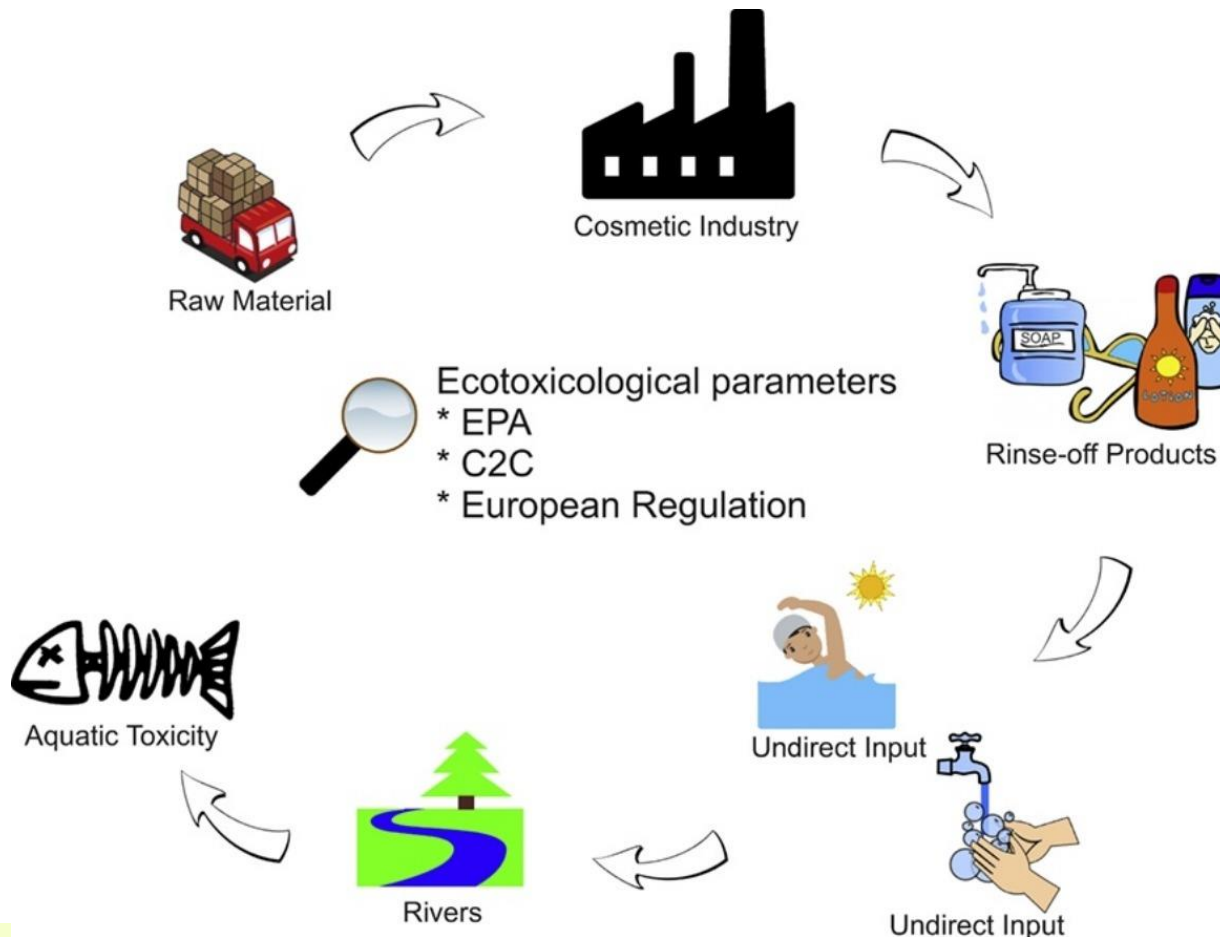 Cosmetic Industry
Raw Material
SOAP
LOTION
Rinse-off Products
Ecotoxicological parameters
* EPA
* C2C
* European Regulation
Undirect Input
Aquatic Toxicity
Rivers
Undirect Input